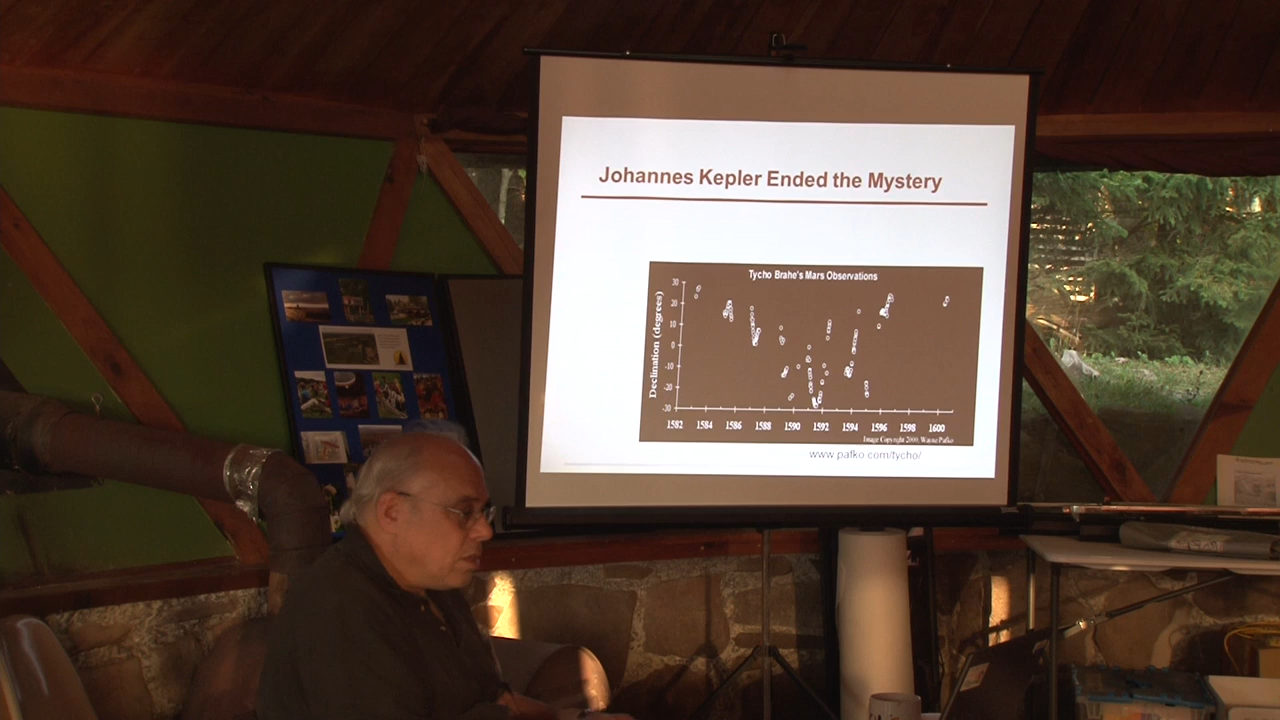 Johannes Kepler Ended the Mystery
Tycho Brahe's Mars Observations
Declination (degrees)
30
20
10
0
-10
-20
-30
1582 1584 1586 1588 1590 1592 1594 1596 1598 1600
Image Copyright 2000, Wayne Pafko
www.pafko.com/tycho/